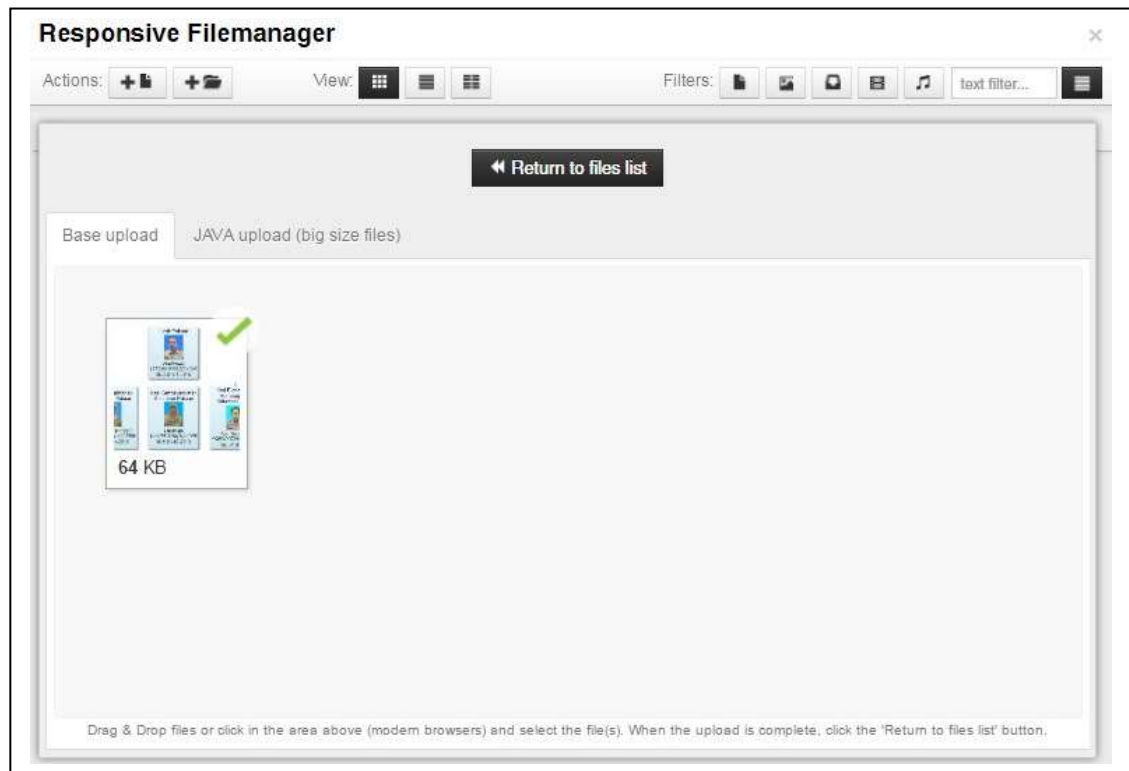 Responsive Filemanager
Actions: View: Filters: text filter...
Return to files list
Base upload JAVA upload (big size files)
64 KB
Drag & Drop files or click in the area above (modern browsers) and select the file(s). When the upload is complete, click the 'Return to files list' button.